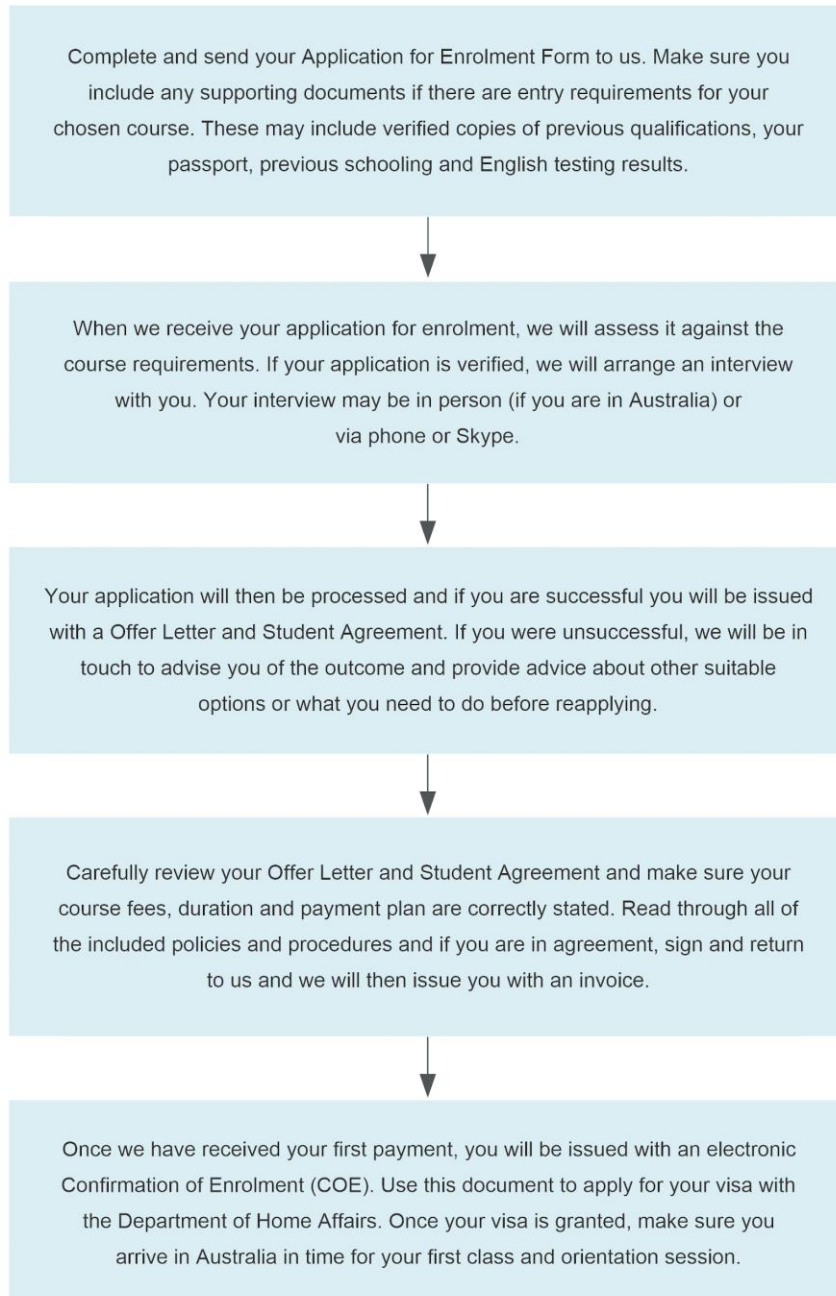 Complete and send your Application for Enrolment Form to us. Make sure you
include any supporting documents if there are entry requirements for your
chosen course. These may include verified copies of previous qualifications, your
passport, previous schooling and English testing results.
When we receive your application for enrolment, we will assess it against the
course requirements. If your application is verified, we will arrange an interview
with you. Your interview may be in person (if you are in Australia) or
via phone or Skype.
Your application will then be processed and if you are successful you will be issued
with a Offer Letter and Student Agreement. If you were unsuccessful, we will be in
touch to advise you of the outcome and provide advice about other suitable
options or what you need to do before reapplying.
Carefully review your Offer Letter and Student Agreement and make sure your
course fees, duration and payment plan are correctly stated. Read through all of
the included policies and procedures and if you are in agreement, sign and return
to us and we will then issue you with an invoice.
Once we have received your first payment, you will be issued with an electronic
Confirmation of Enrolment (COE). Use this document to apply for your visa with
the Department of Home Affairs. Once your visa is granted, make sure you
arrive in Australia in time for your first class and orientation session.